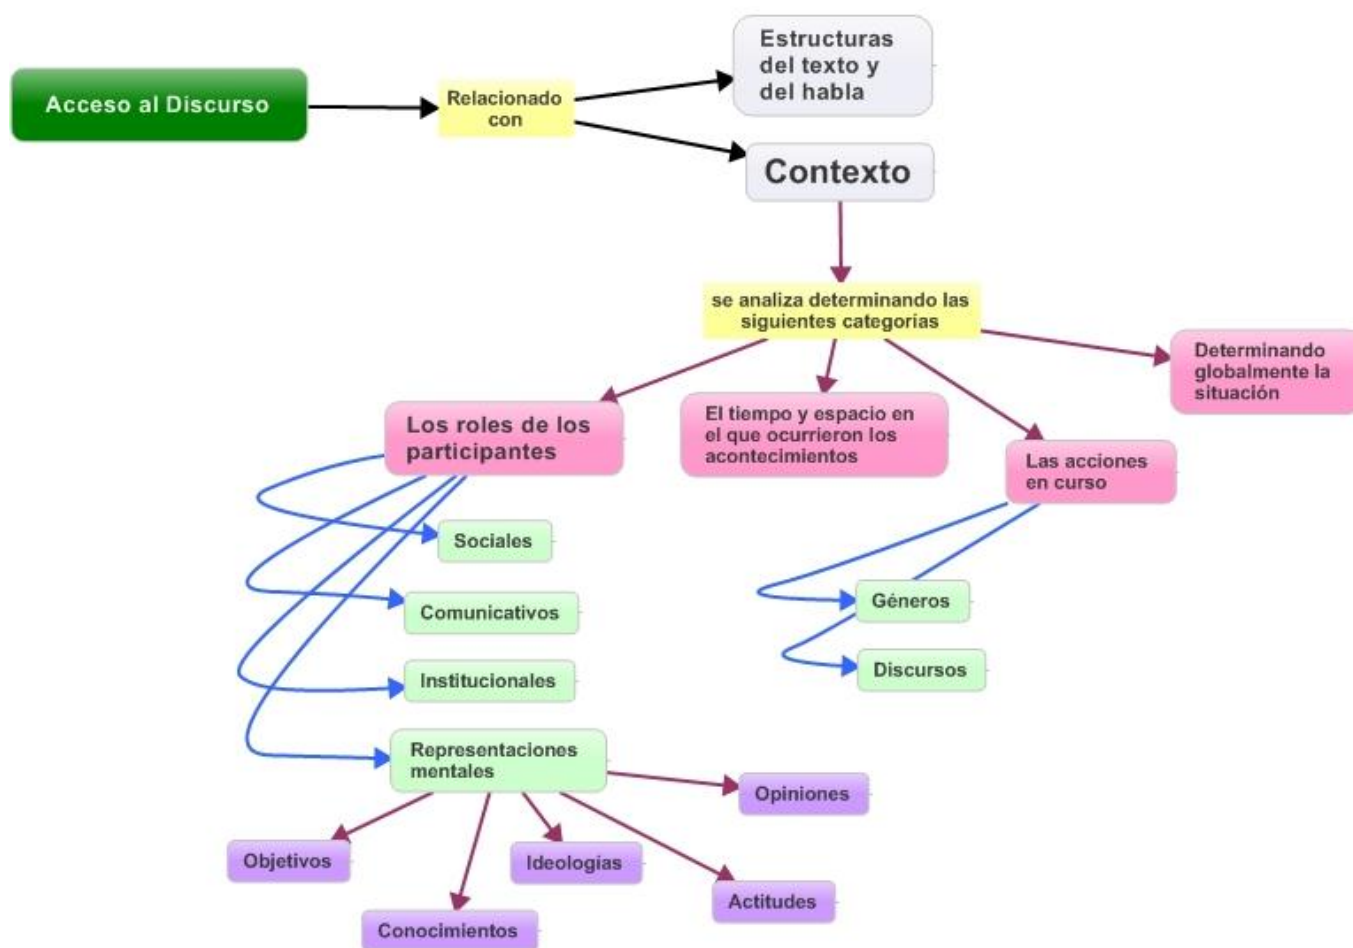 Acceso al Discurso
Relacionado
con
Estructuras
del texto y
del habla
Contexto
se analiza determinando las
siguientes categorías
Determinando
globalmente la
situación
Los roles de los
participantes
El tiempo y espacio en
el que ocurrieron los
acontecimientos
Las acciones
en curso
Sociales
Comunicativos
Institucionales
Representaciones
mentales
Géneros
Discursos
Opiniones
Objetivos
Ideologías
Actitudes
Conocimientos